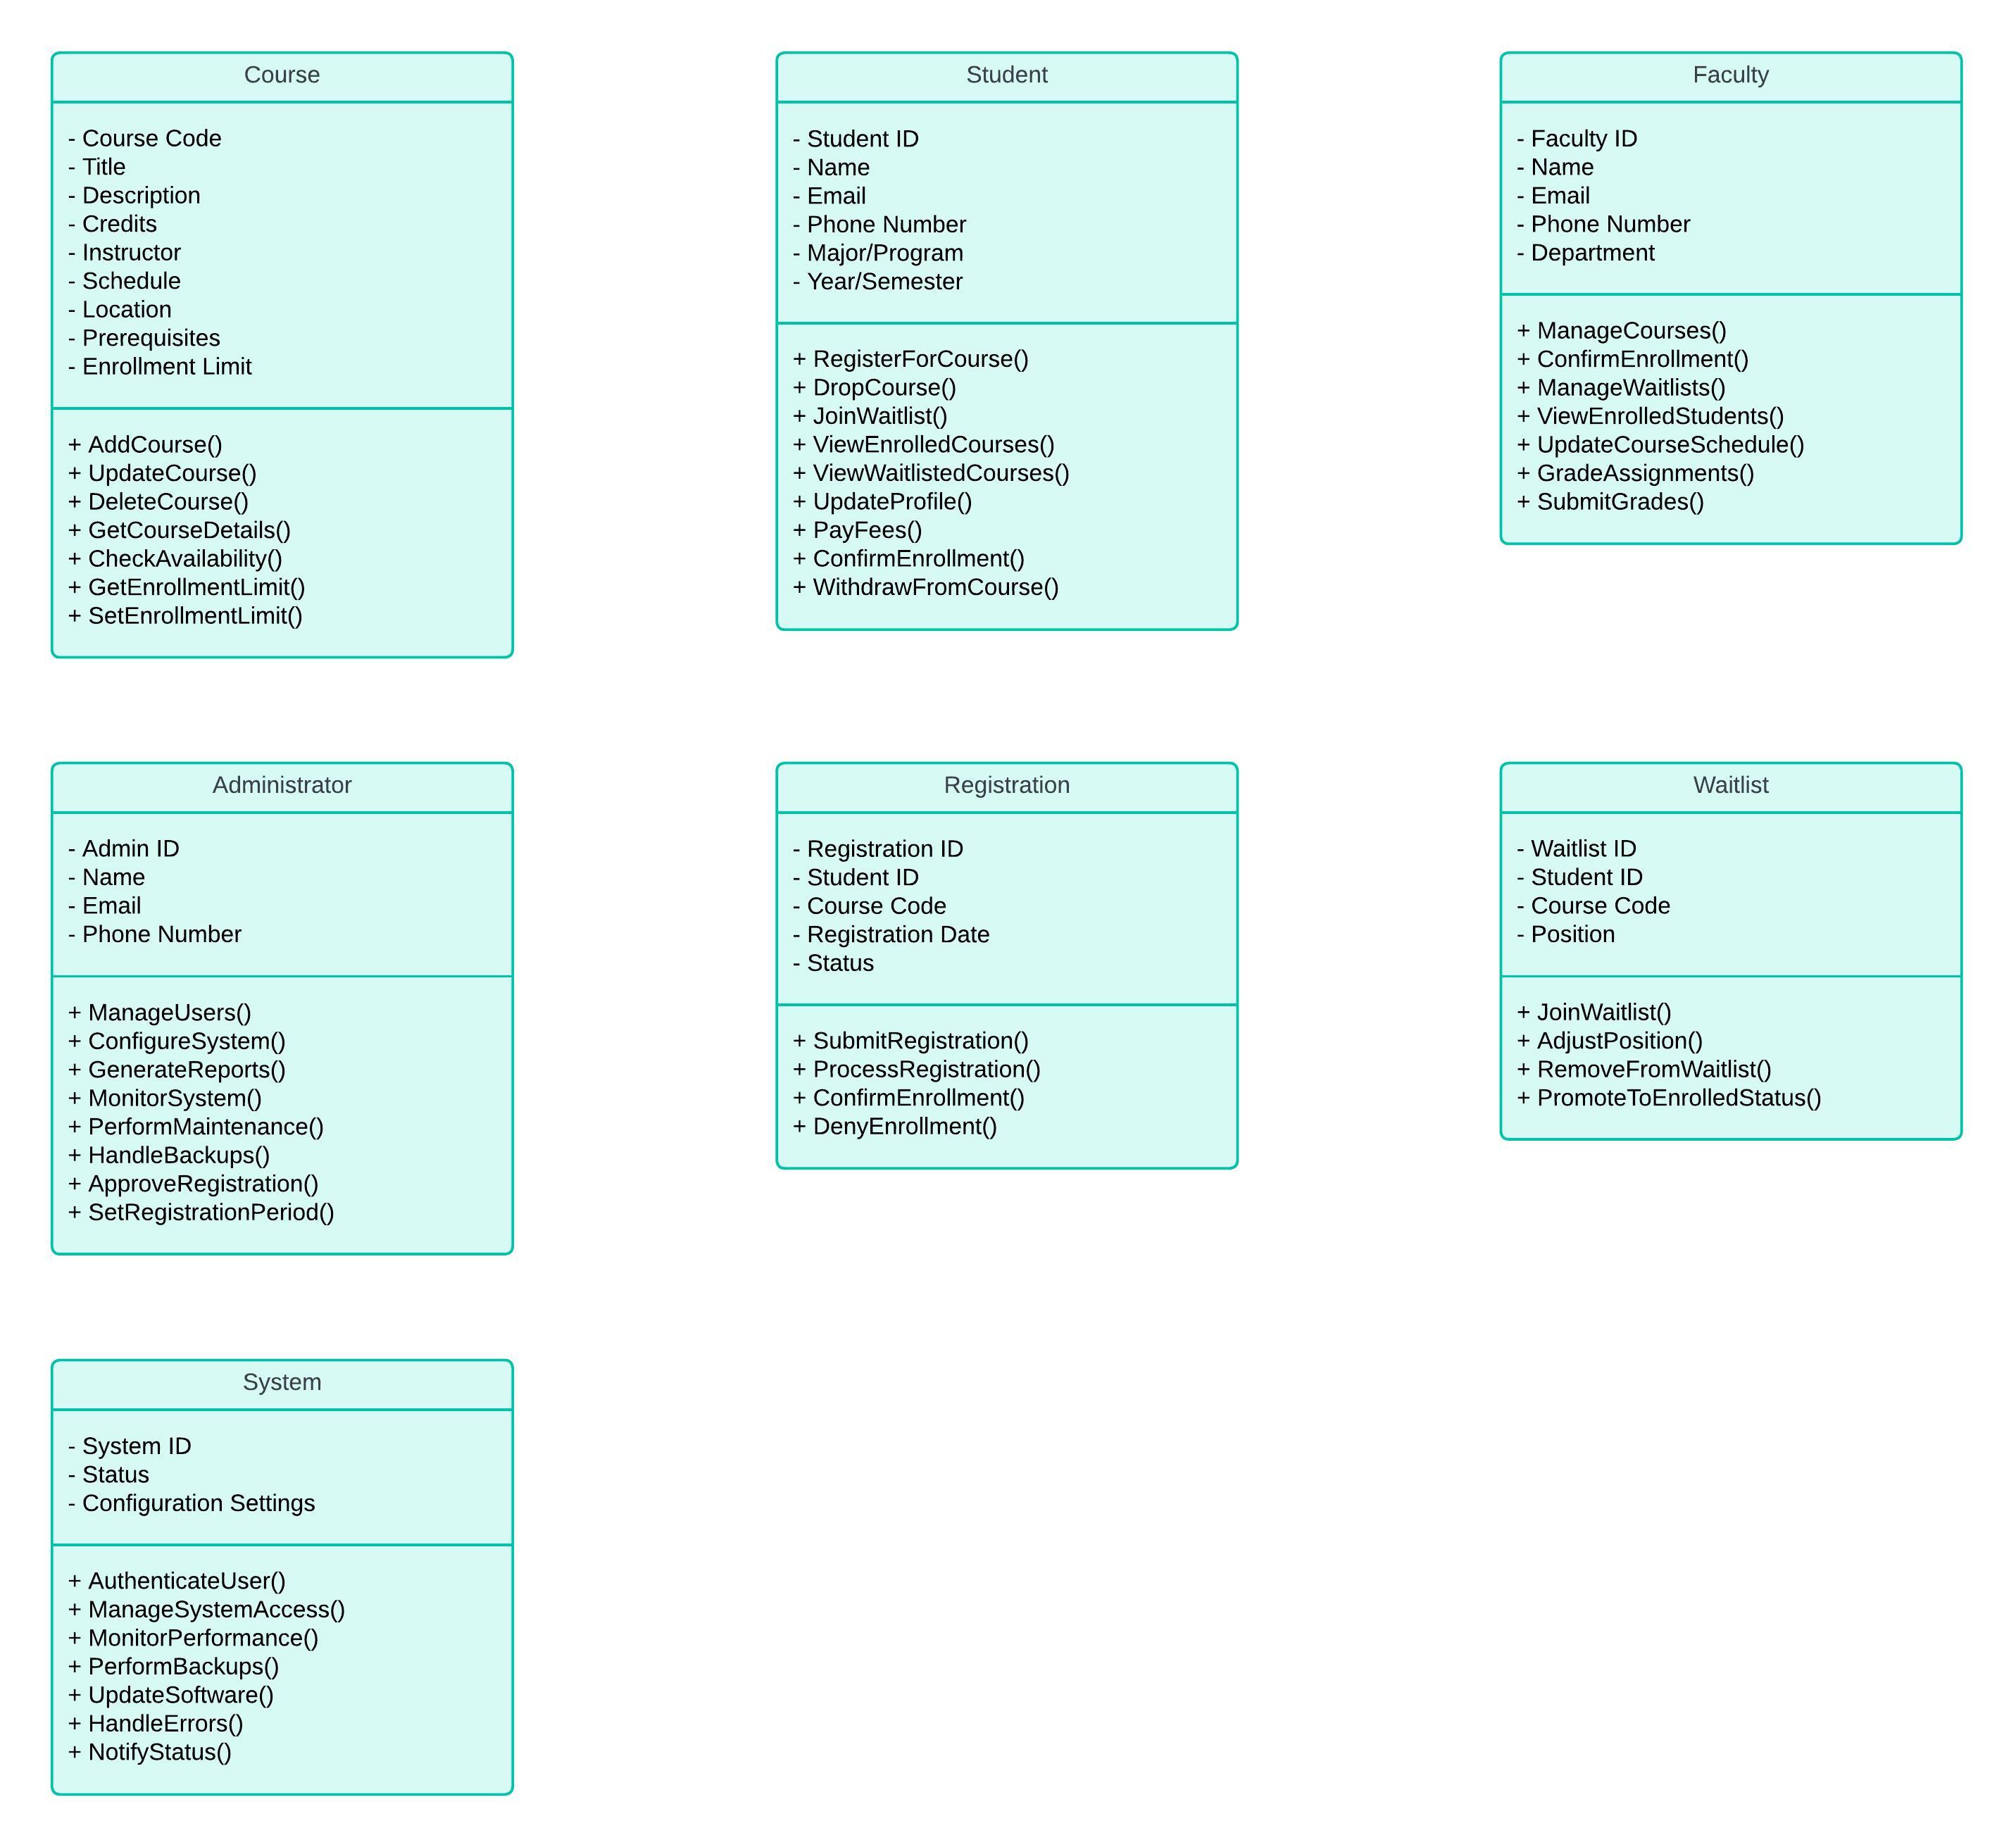 Course
- Course Code
- Title
- Description
- Credits
- Instructor
- Schedule
- Location
- Prerequisites
- Enrollment Limit
+ AddCourse()
+ UpdateCourse()
+ DeleteCourse()
+ GetCourseDetails()
+ CheckAvailability()
+ GetEnrollmentLimit()
+ SetEnrollmentLimit()
Student
- Student ID
- Name
- Email
- Phone Number
- Major/Program
- Year/Semester
+ RegisterForCourse()
+ DropCourse()
+ JoinWaitlist()
+ ViewEnrolledCourses()
+ ViewWaitlistedCourses()
+ UpdateProfile()
+ PayFees()
+ ConfirmEnrollment()
+ WithdrawFromCourse()
Faculty
- Faculty ID
- Name
- Email
- Phone Number
- Department
+ ManageCourses()
+ ConfirmEnrollment()
+ ManageWaitlists()
+ ViewEnrolledStudents()
+ UpdateCourseSchedule()
+ GradeAssignments()
+ SubmitGrades()
Administrator
- Admin ID
- Name
- Email
- Phone Number
+ ManageUsers()
+ ConfigureSystem()
+ GenerateReports()
+ MonitorSystem()
+ PerformMaintenance()
+ HandleBackups()
+ ApproveRegistration()
+ SetRegistrationPeriod()
Registration
- Registration ID
- Student ID
- Course Code
- Registration Date
- Status
+ SubmitRegistration()
+ ProcessRegistration()
+ ConfirmEnrollment()
+ DenyEnrollment()
Waitlist
- Waitlist ID
- Student ID
- Course Code
- Position
+ JoinWaitlist()
+ AdjustPosition()
+ RemoveFromWaitlist()
+ PromoteToEnrolledStatus()
System
- System ID
- Status
- Configuration Settings
+ AuthenticateUser()
+ ManageSystemAccess()
+ MonitorPerformance()
+ PerformBackups()
+ UpdateSoftware()
+ HandleErrors()
+ NotifyStatus()